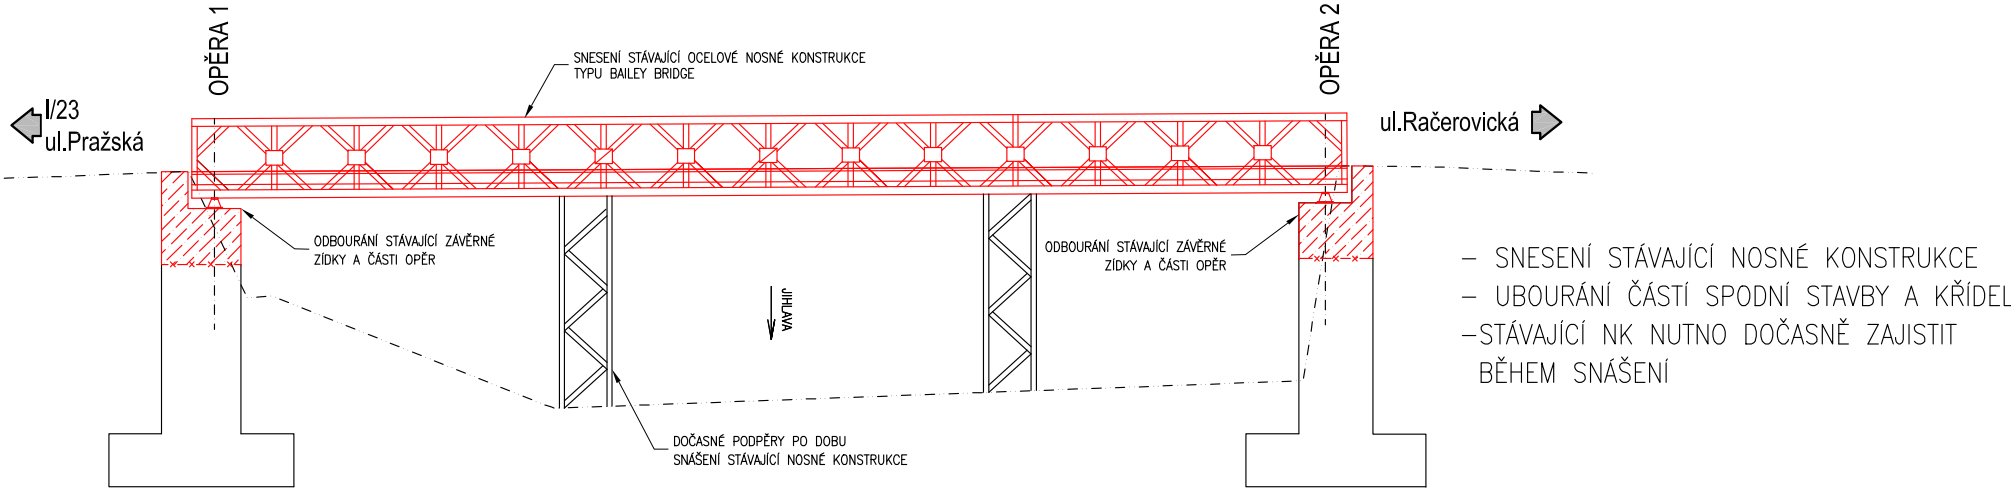 OPĚRA 1
OPĚRA 2
SNESENÍ STÁVAJÍCÍ OCELOVÉ NOSNÉ KONSTRUKCE
TYPU BAILEY BRIDGE
I/23
ul.Pražská
ul.Račerovická
ODBOURÁNÍ STÁVAJÍCÍ ZÁVĚRNÉ
ZÍDKY A ČÁSTI OPĚR
ODBOURÁNÍ STÁVAJÍCÍ ZÁVĚRNÉ
ZÍDKY A ČÁSTI OPĚR
JIHLAVA
– SNESENÍ STÁVAJÍCÍ NOSNÉ KONSTRUKCE
– UBOURÁNÍ ČÁSTÍ SPODNÍ STAVBY A KŘÍDEL
–STÁVAJÍCÍ NK NUTNO DOČASNĚ ZAJISTIT
BĚHEM SNÁŠENÍ
DOČASNÉ PODPĚRY PO DOBU
SNÁŠENÍ STÁVAJÍCÍ NOSNÉ KONSTRUKCE